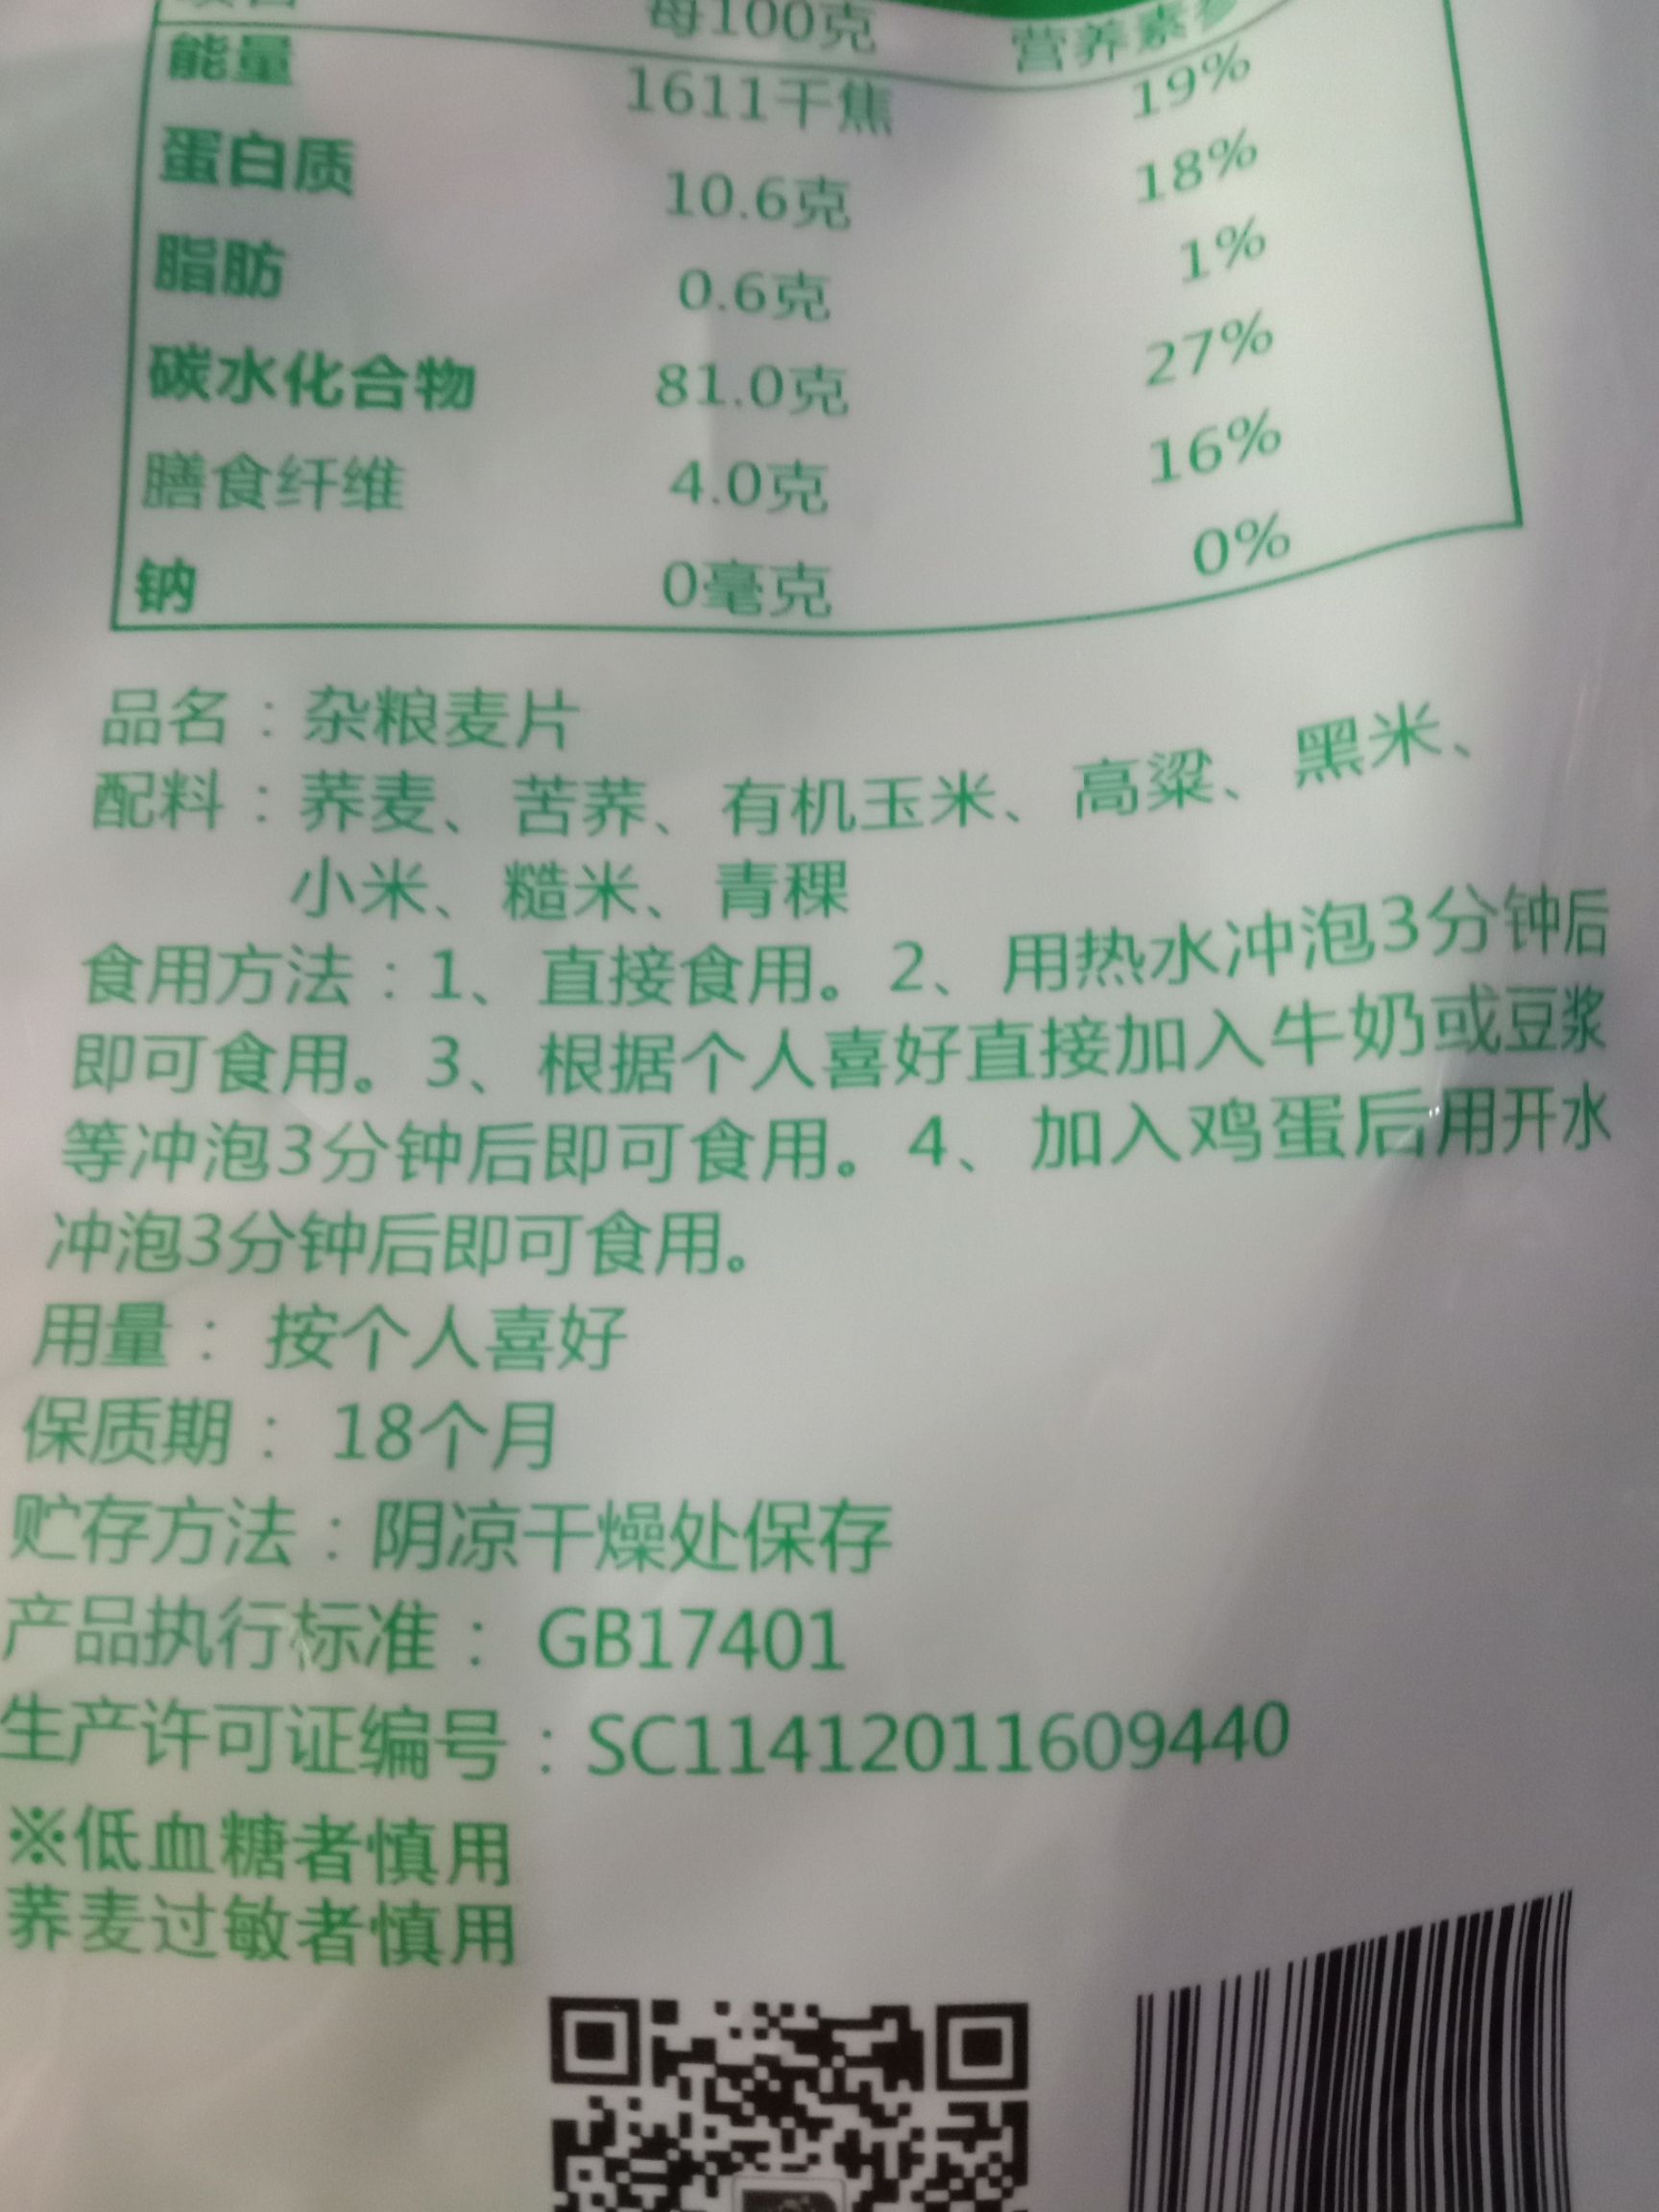 每100克 营养素参
能量 1611千焦 19%
蛋白质 10.6克 18%
脂肪 0.6克 1%
碳水化合物 81.0克 27%
膳食纤维 4.0克 16%
钠 0毫克 0%
品名：杂粮麦片
配料：荞麦、苦荞、有机玉米、高粱、黑米、
小米、糙米、青稞
食用方法：1、直接食用。2、用热水冲泡3分钟后
即可食用。3、根据个人喜好直接加入牛奶或豆浆
等冲泡3分钟后即可食用。4、加入鸡蛋后用开水
冲泡3分钟后即可食用。
用量： 按个人喜好
保质期： 18个月
贮存方法：阴凉干燥处保存
产品执行标准： GB17401
生产许可证编号：SC11412011609440
※低血糖者慎用
荞麦过敏者慎用